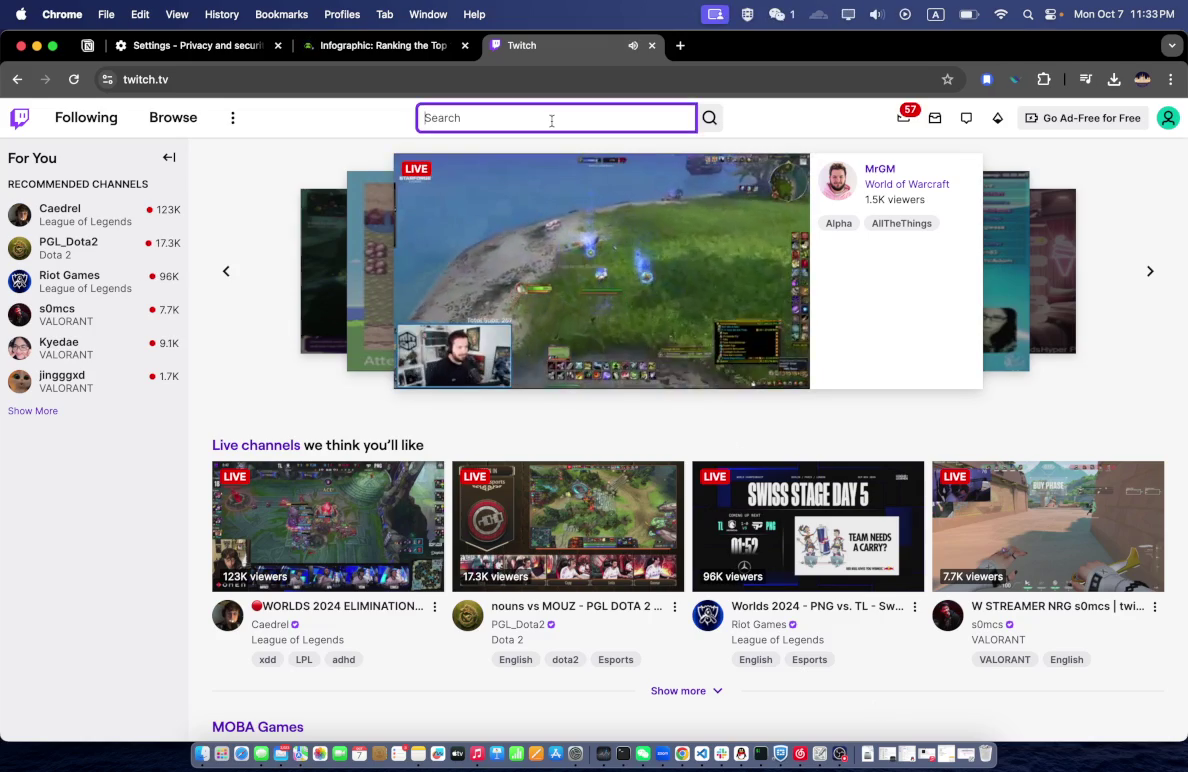 Chrome File Edit View History Bookmarks Profiles Tab Window Help Mon Oct 7 11:33 PM
Settings - Privacy and securi
Infographic: Ranking the Top
Twitch
twitch.tv
Following Browse
Search
57
Go Ad-Free for Free
For You
RECOMMENDED CHANNELS
Caedrel 123K
League of Legends
PGL_Dota2 17.3K
Dota 2
Riot Games 96K
League of Legends
s0mcs 7.7K
VALORANT
Kyedae 9.1K
VALORANT
jinggxd 1.7K
VALORANT
Show More
LIVE
MrGM
World of Warcraft
1.5K viewers
Alpha AllTheThings
Live channels we think you'll like
LIVE
123K viewers
🔴WORLDS 2024 ELIMINATION...
Caedrel
League of Legends
xdd LPL adhd
LIVE
17.3K viewers
nouns vs MOUZ - PGL DOTA 2 ...
PGL_Dota2
Dota 2
English dota2 Esports
LIVE
SWISS STAGE DAY 5
COMING UP NEXT
01:52
TEAM NEEDS
A CARRY?
96K viewers
Worlds 2024 - PNG vs. TL - Sw...
Riot Games
League of Legends
English Esports
LIVE
BUY PHASE
7.7K viewers
W STREAMER NRG s0mcs | twi...
s0mcs
VALORANT
VALORANT English
Show more
MOBA Games